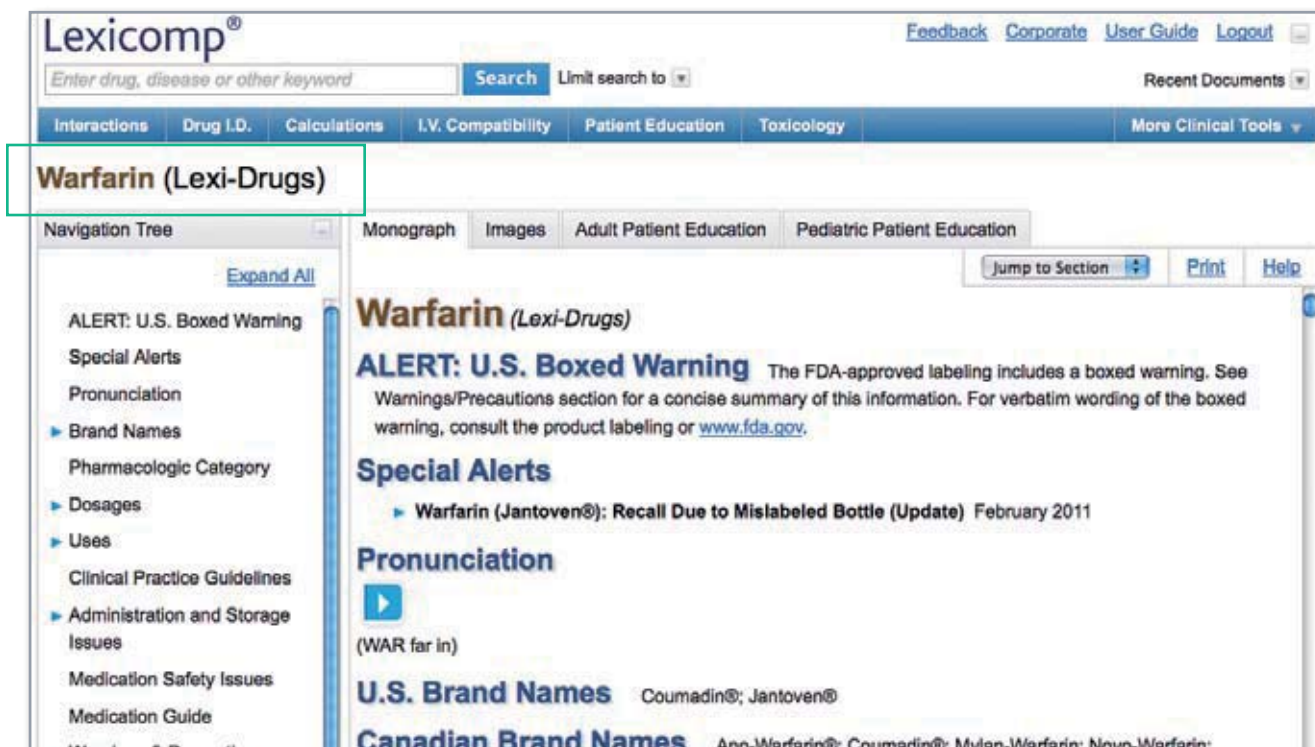 Lexicomp®
Feedback Corporate User Guide Logout
Enter drug, disease or other keyword Search Limit search to Recent Documents
Interactions Drug I.D. Calculations I.V. Compatibility Patient Education Toxicology More Clinical Tools
Warfarin (Lexi-Drugs)
Navigation Tree
Expand All
ALERT: U.S. Boxed Warning
Special Alerts
Pronunciation
Brand Names
Pharmacologic Category
Dosages
Uses
Clinical Practice Guidelines
Administration and Storage
Issues
Medication Safety Issues
Medication Guide
Monograph Images Adult Patient Education Pediatric Patient Education
Jump to Section Print Help
Warfarin (Lexi-Drugs)
ALERT: U.S. Boxed Warning The FDA-approved labeling includes a boxed warning. See
Warnings/Precautions section for a concise summary of this information. For verbatim wording of the boxed
warning, consult the product labeling or www.fda.gov.
Special Alerts
Warfarin (Jantoven®): Recall Due to Mislabeled Bottle (Update) February 2011
Pronunciation
(WAR far in)
U.S. Brand Names Coumadin®; Jantoven®
Canadian Brand Names Apo-Warfarin®; Coumadin®; Mylan-Warfarin; Novo-Warfarin;